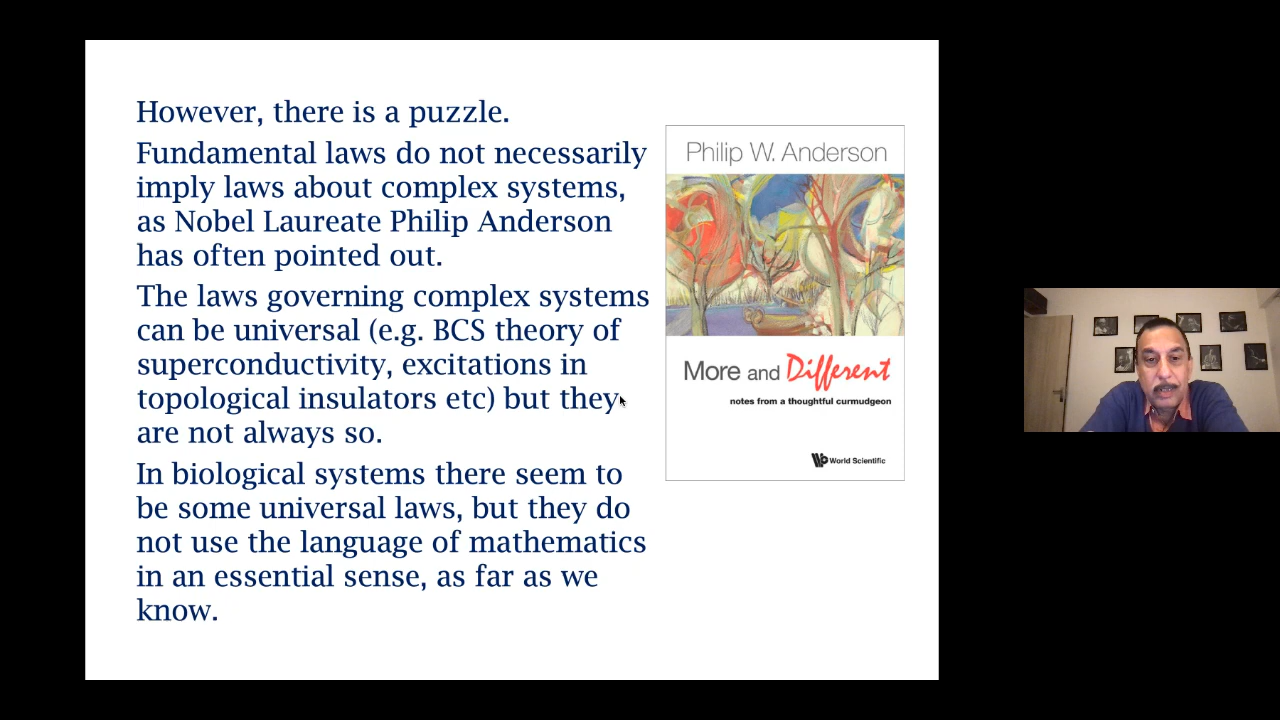 However, there is a puzzle.
Fundamental laws do not necessarily
imply laws about complex systems,
as Nobel Laureate Philip Anderson
has often pointed out.
The laws governing complex systems
can be universal (e.g. BCS theory of
superconductivity, excitations in
topological insulators etc) but they
are not always so.
In biological systems there seem to
be some universal laws, but they do
not use the language of mathematics
in an essential sense, as far as we
know.
Philip W. Anderson
More and Different
notes from a thoughtful curmudgeon
World Scientific